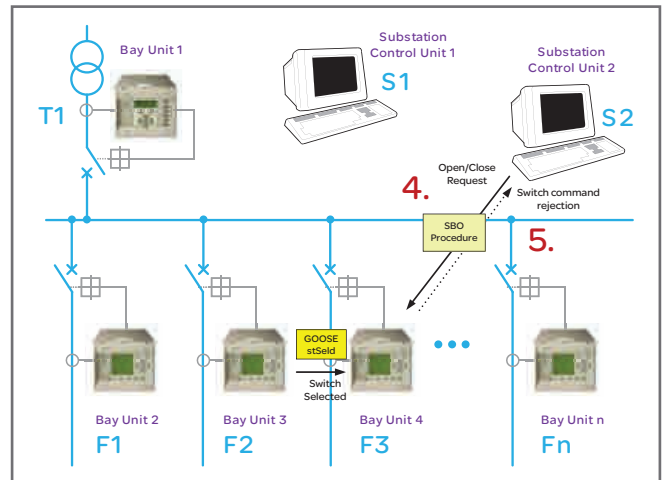 Bay Unit 1
Substation
Control Unit 1
Substation
Control Unit 2
T1
S1
S2
4.
Open/Close
Request
Switch command
rejection
SBO
Procedure
5.
GOOSE
stSeld
Switch
Selected
Bay Unit 2
Bay Unit 3
Bay Unit 4
Bay Unit n
F1
F2
F3
Fn